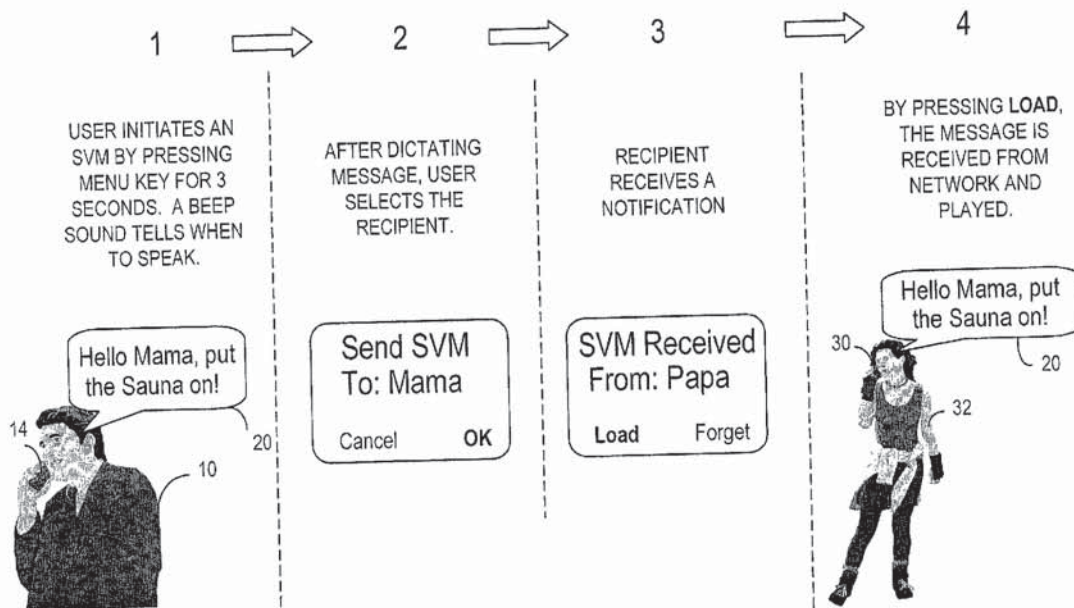 1
2
3
4
USER INITIATES AN
SVM BY PRESSING
MENU KEY FOR 3
SECONDS. A BEEP
SOUND TELLS WHEN
TO SPEAK.
AFTER DICTATING
MESSAGE, USER
SELECTS THE
RECIPIENT.
RECIPIENT
RECEIVES A
NOTIFICATION
BY PRESSING LOAD,
THE MESSAGE IS
RECEIVED FROM
NETWORK AND
PLAYED.
Hello Mama, put
the Sauna on!
14
20
10
Send SVM
To: Mama
Cancel OK
SVM Received
From: Papa
Load Forget
Hello Mama, put
the Sauna on!
30
20
32